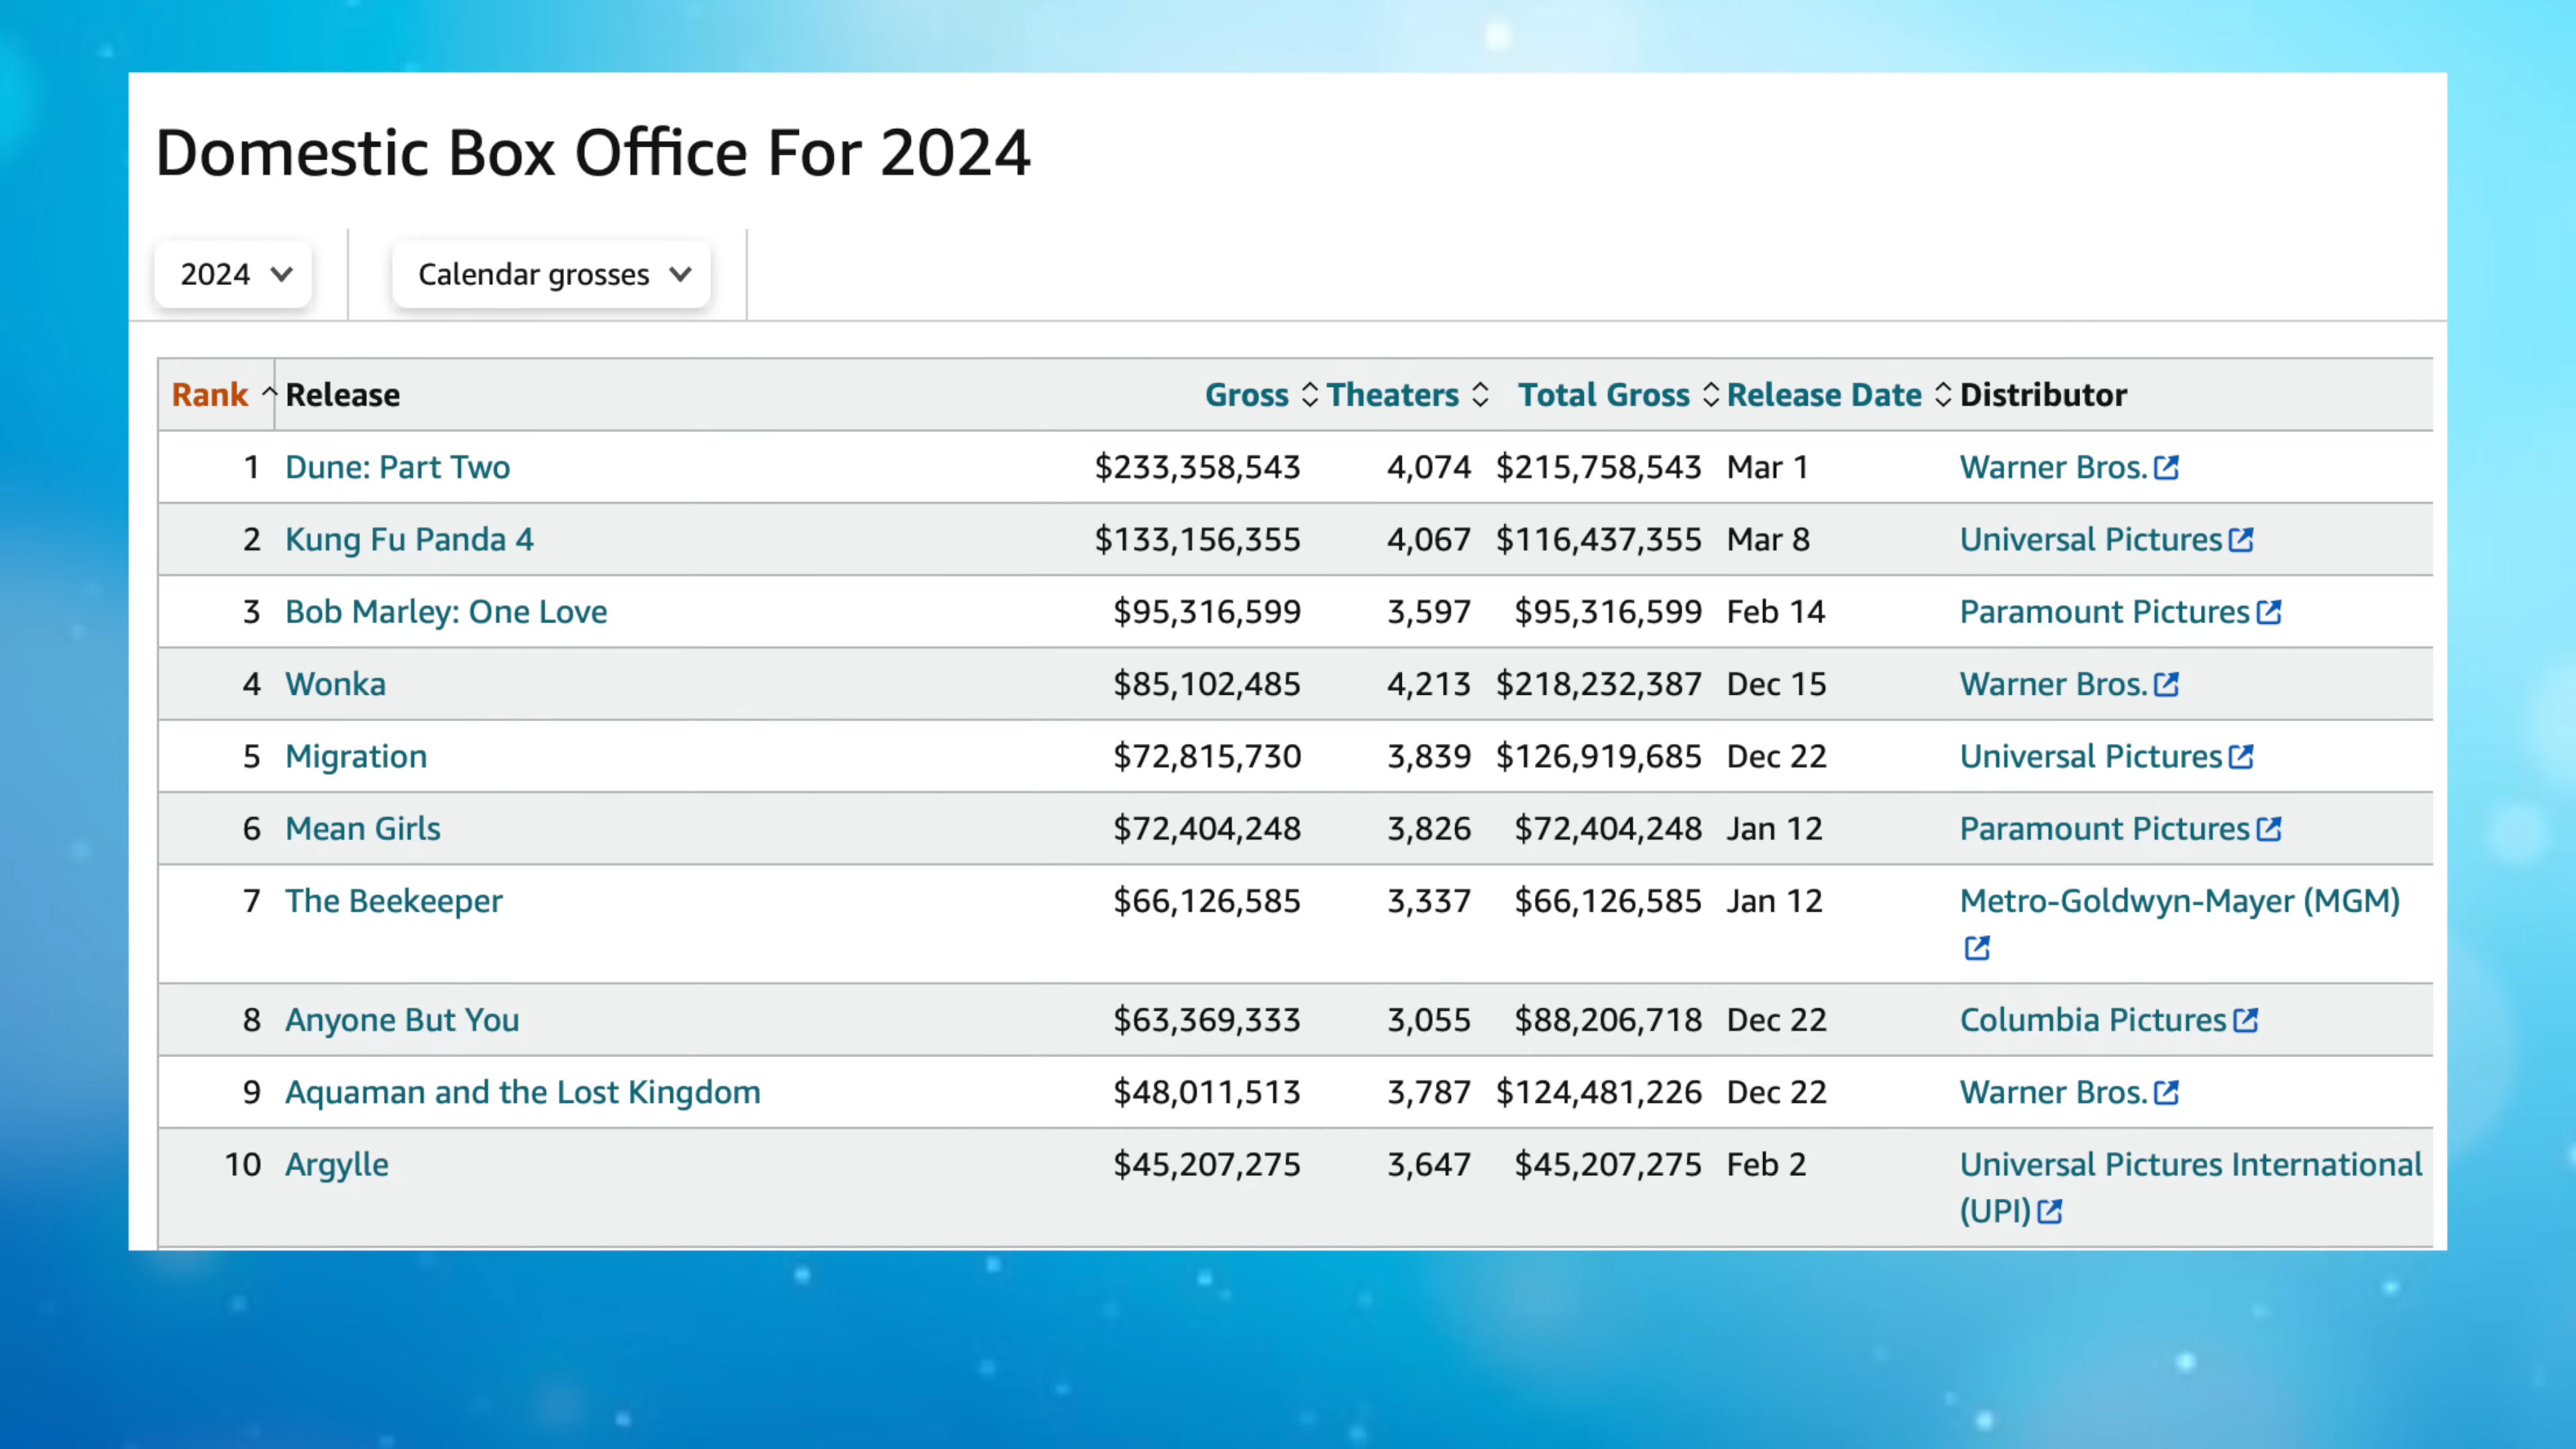 Domestic Box Office For 2024
2024 Calendar grosses
Rank Release Gross Theaters Total Gross Release Date Distributor
1 Dune: Part Two $233,358,543 4,074 $215,758,543 Mar 1 Warner Bros.
2 Kung Fu Panda 4 $133,156,355 4,067 $116,437,355 Mar 8 Universal Pictures
3 Bob Marley: One Love $95,316,599 3,597 $95,316,599 Feb 14 Paramount Pictures
4 Wonka $85,102,485 4,213 $218,232,387 Dec 15 Warner Bros.
5 Migration $72,815,730 3,839 $126,919,685 Dec 22 Universal Pictures
6 Mean Girls $72,404,248 3,826 $72,404,248 Jan 12 Paramount Pictures
7 The Beekeeper $66,126,585 3,337 $66,126,585 Jan 12 Metro-Goldwyn-Mayer (MGM)
8 Anyone But You $63,369,333 3,055 $88,206,718 Dec 22 Columbia Pictures
9 Aquaman and the Lost Kingdom $48,011,513 3,787 $124,481,226 Dec 22 Warner Bros.
10 Argylle $45,207,275 3,647 $45,207,275 Feb 2 Universal Pictures International
(UPI)